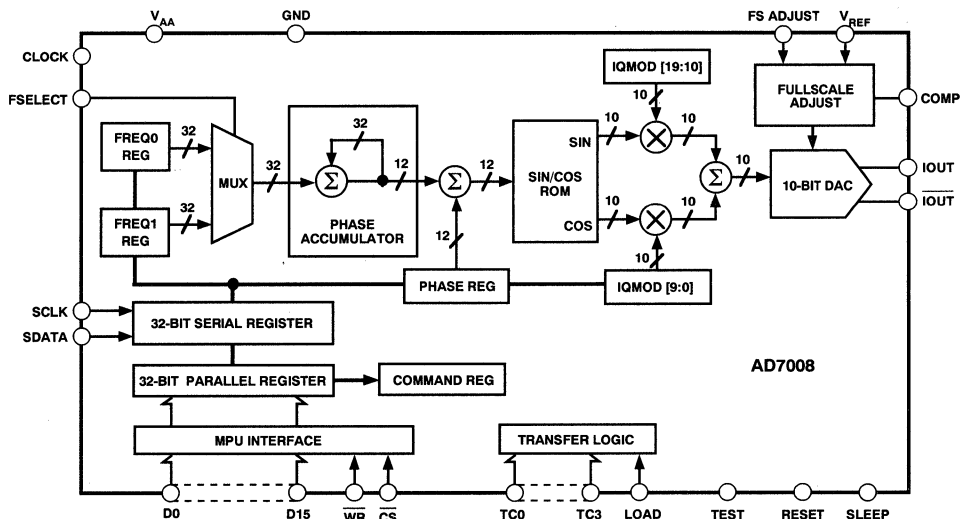 V_AA
GND
FS ADJUST
V_REF
CLOCK
FSELECT
IQMOD [19:10]
FULLSCALE
ADJUST
COMP
FREQ0
REG
32
MUX
32
32
Σ
PHASE
ACCUMULATOR
12
Σ
12
12
SIN/COS
ROM
SIN
COS
10
10
10
10
Σ
10
10-BIT DAC
IOUT
IOUT
FREQ1
REG
32
10
10
PHASE REG
IQMOD [9:0]
SCLK
SDATA
32-BIT SERIAL REGISTER
32-BIT PARALLEL REGISTER
COMMAND REG
AD7008
MPU INTERFACE
TRANSFER LOGIC
D0
D15
WR
CS
TC0
TC3
LOAD
TEST
RESET
SLEEP